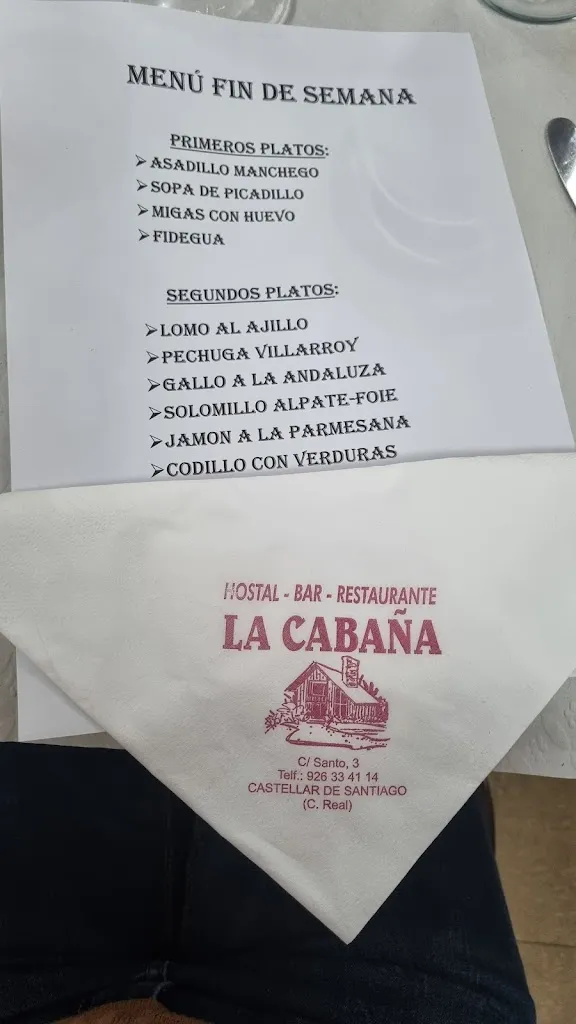 MENÚ FIN DE SEMANA
PRIMEROS PLATOS:
➢ASADILLO MANCHEGO
➢SOPA DE PICADILLO
➢MIGAS CON HUEVO
➢FIDEGUA
SEGUNDOS PLATOS:
➢LOMO AL AJILLO
➢PECHUGA VILLARROY
➢GALLO A LA ANDALUZA
➢SOLOMILLO ALPATE-FOIE
➢JAMON A LA PARMESANA
➢CODILLO CON VERDURAS
HOSTAL - BAR - RESTAURANTE
LA CABAÑA
C/ Santo, 3
Telf.: 926 33 41 14
CASTELLAR DE SANTIAGO
(C. Real)